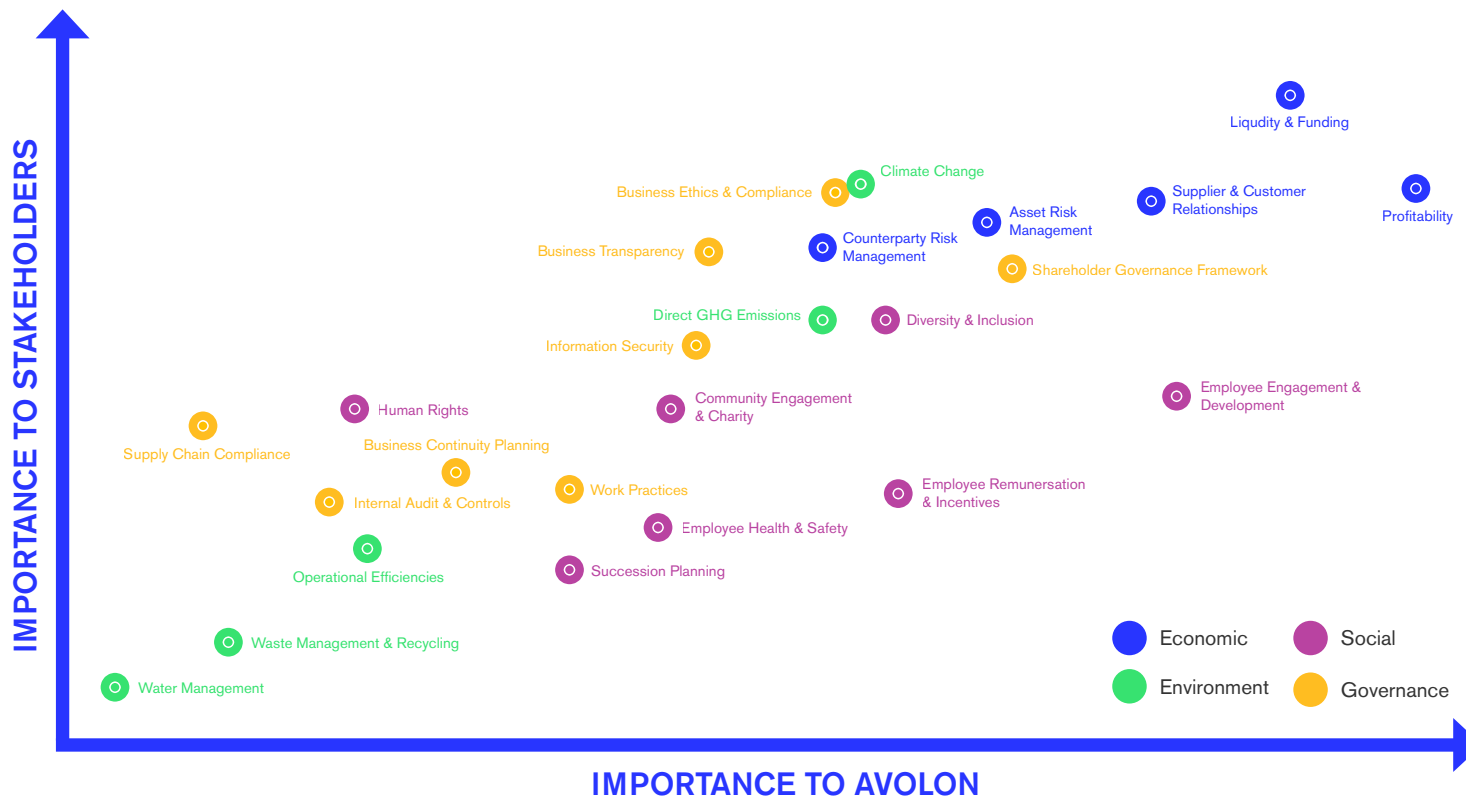 IMPORTANCE TO STAKEHOLDERS
Liqudity & Funding
Climate Change
Business Ethics & Compliance
Supplier & Customer
Relationships
Profitability
Asset Risk
Management
Counterparty Risk
Management
Business Transparency
Shareholder Governance Framework
Direct GHG Emissions
Diversity & Inclusion
Information Security
Employee Engagement &
Development
Community Engagement
& Charity
Human Rights
Supply Chain Compliance
Business Continuity Planning
Work Practices
Employee Remunersation
& Incentives
Internal Audit & Controls
Employee Health & Safety
Succession Planning
Operational Efficiencies
Waste Management & Recycling
Water Management
Economic
Social
Environment
Governance
IMPORTANCE TO AVOLON